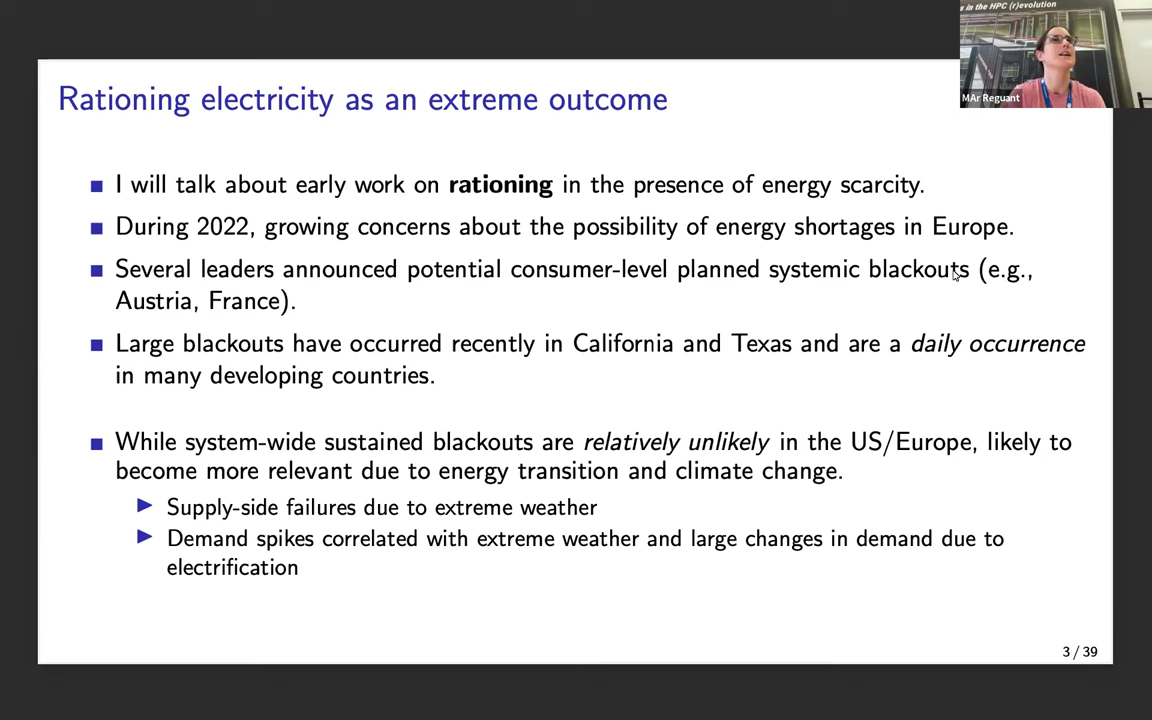 s in the HPC (r)evolution
MAr Reguant
Rationing electricity as an extreme outcome
I will talk about early work on rationing in the presence of energy scarcity.
During 2022, growing concerns about the possibility of energy shortages in Europe.
Several leaders announced potential consumer-level planned systemic blackouts (e.g.,
Austria, France).
Large blackouts have occurred recently in California and Texas and are a daily occurrence
in many developing countries.
While system-wide sustained blackouts are relatively unlikely in the US/Europe, likely to
become more relevant due to energy transition and climate change.
Supply-side failures due to extreme weather
Demand spikes correlated with extreme weather and large changes in demand due to
electrification
3 / 39